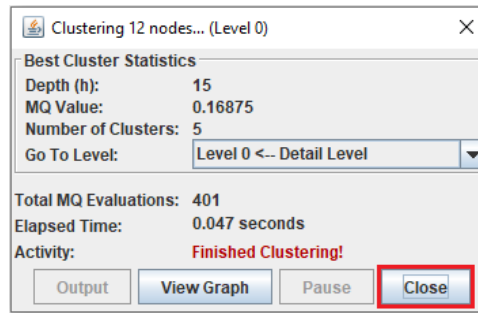 Clustering 12 nodes... (Level 0)
Best Cluster Statistics
Depth (h): 15
MQ Value: 0.16875
Number of Clusters: 5
Go To Level: Level 0 <-- Detail Level
Total MQ Evaluations: 401
Elapsed Time: 0.047 seconds
Activity: Finished Clustering!
Output View Graph Pause Close